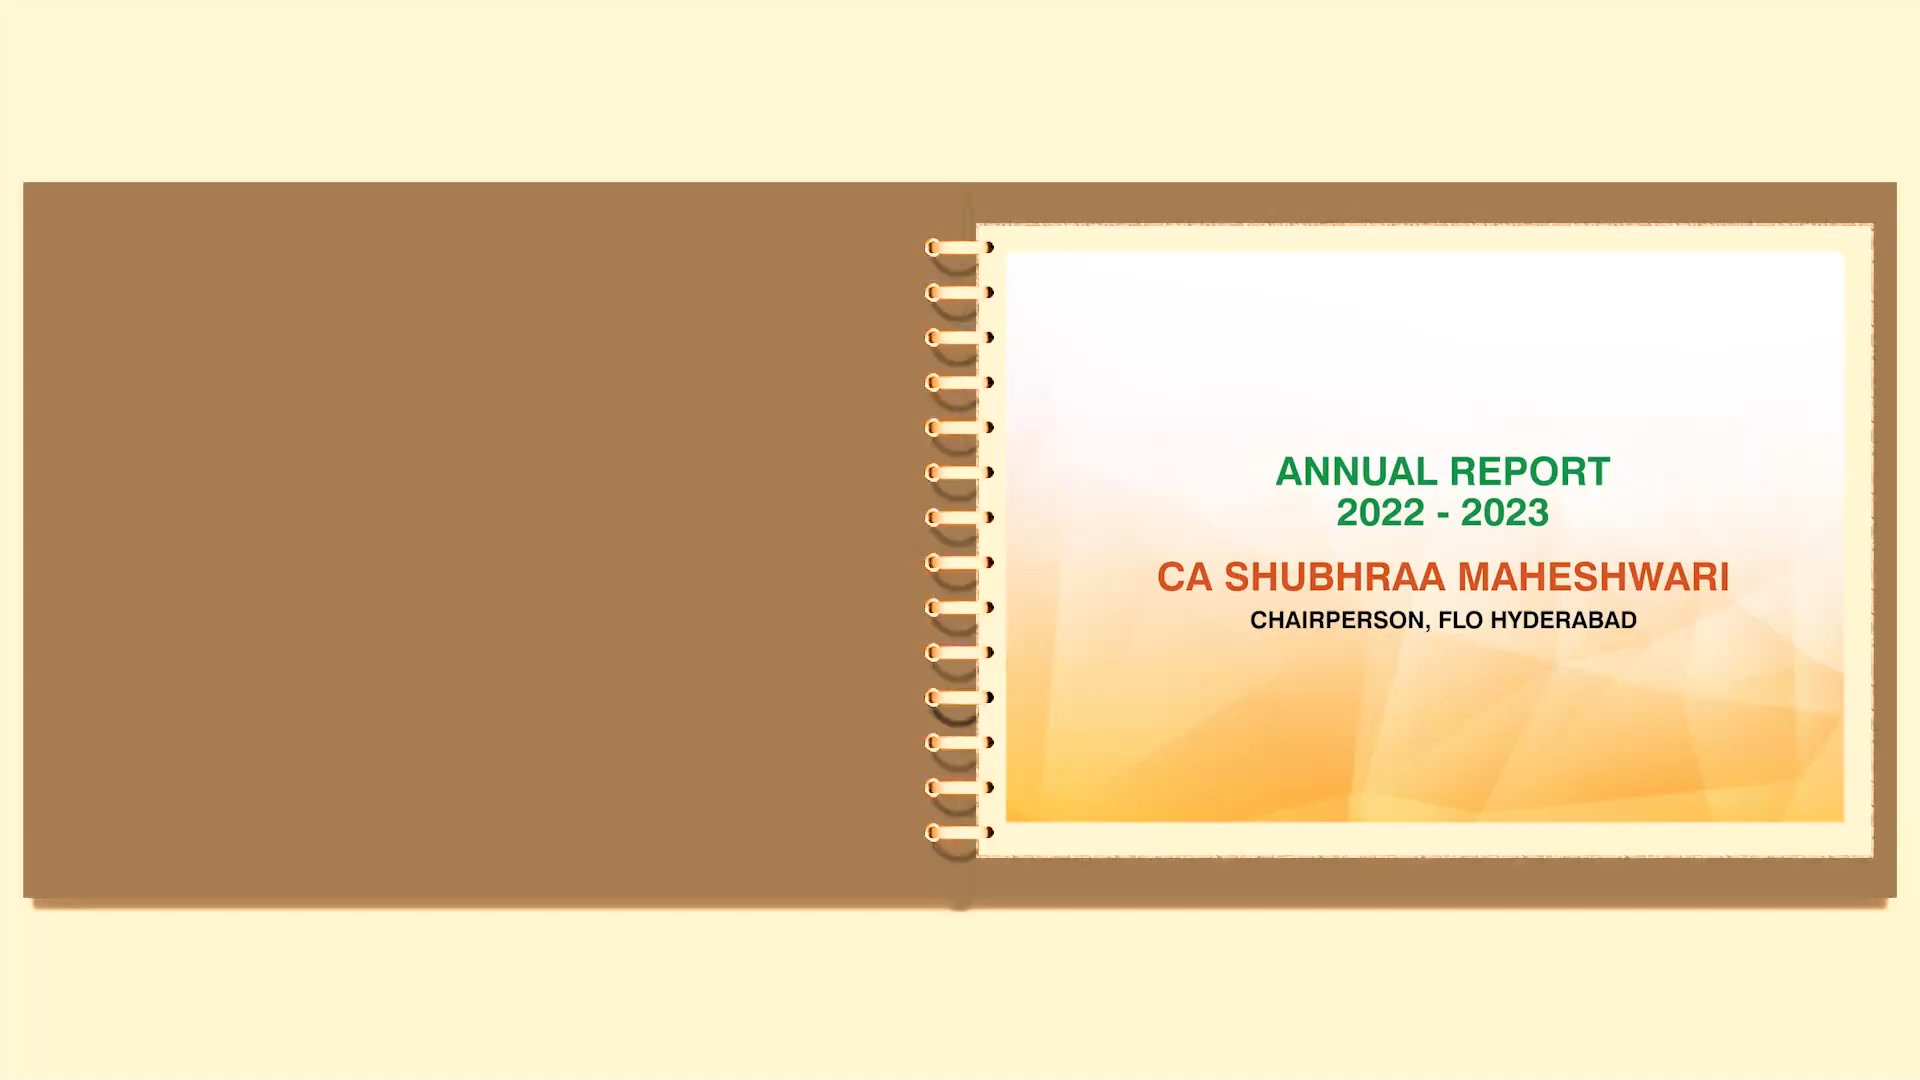 ANNUAL REPORT
2022 - 2023
CA SHUBHRAA MAHESHWARI
CHAIRPERSON, FLO HYDERABAD